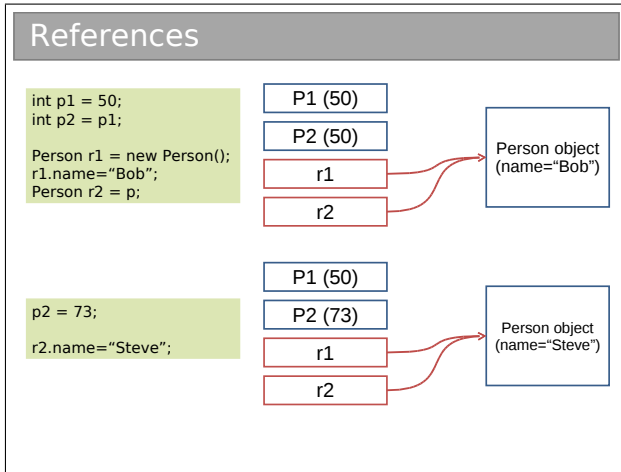 References
int p1 = 50;
int p2 = p1;
Person r1 = new Person();
r1.name=“Bob”;
Person r2 = p;
P1 (50)
P2 (50)
r1
r2
Person object
(name=“Bob”)
p2 = 73;
r2.name=“Steve”;
P1 (50)
P2 (73)
r1
r2
Person object
(name=“Steve”)